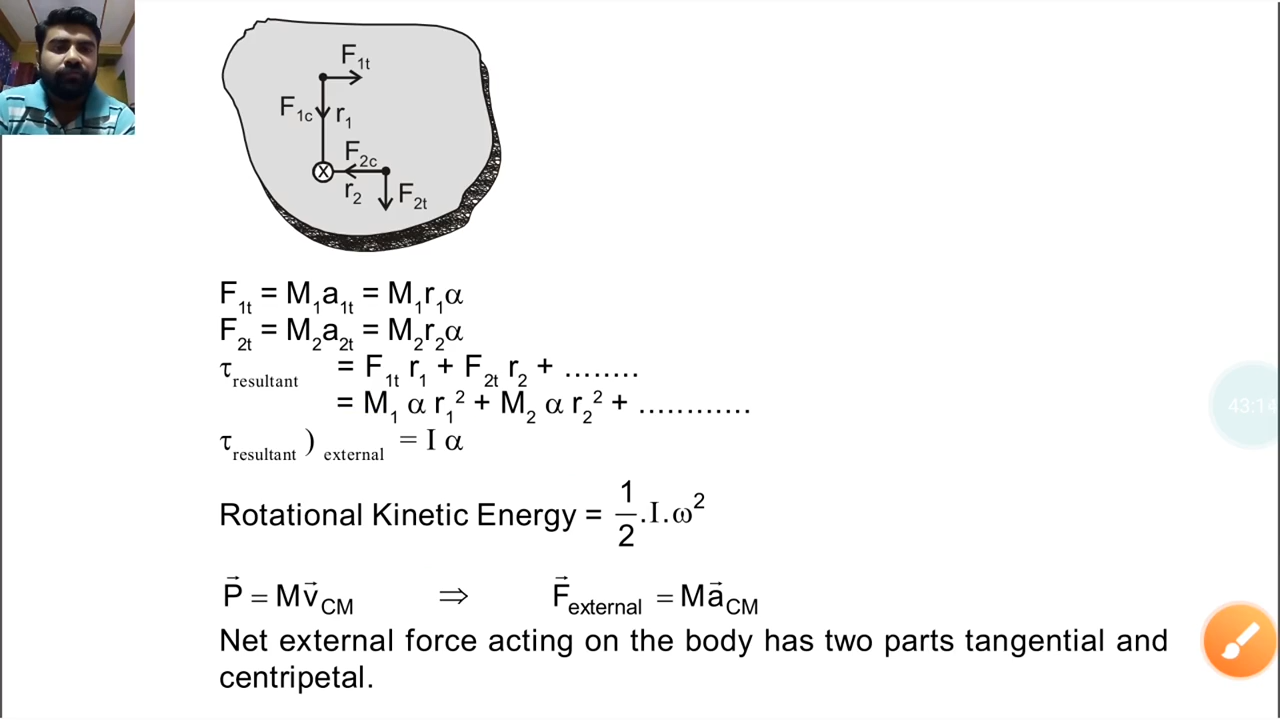 F₁t
F₁c r₁
F₂c
X
r₂ F₂t
F₁t = M₁a₁t = M₁r₁α
F₂t = M₂a₂t = M₂r₂α
τresultant = F₁t r₁ + F₂t r₂ + ........
= M₁ α r₁² + M₂ α r₂² + ............
43:14
τresultant ) external = I α
Rotational Kinetic Energy = 1/2 .I.ω²
P⃗ = Mv⃗CM ⇒ F⃗external = Ma⃗CM
Net external force acting on the body has two parts tangential and
centripetal.